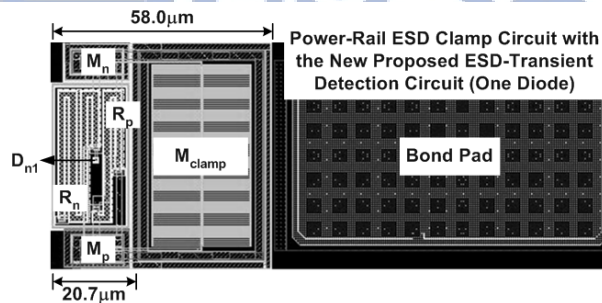 58.0µm
Power-Rail ESD Clamp Circuit with
the New Proposed ESD-Transient
Detection Circuit (One Diode)
Mn
Rp
Dn1
Mclamp
Bond Pad
Rn
Mp
20.7µm